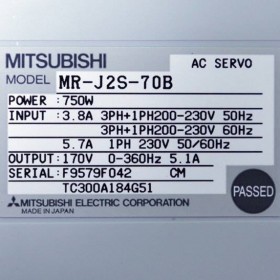 MITSUBISHI AC SERVO
MODEL MR-J2S-70B
POWER : 750W
INPUT : 3.8A 3PH+1PH200-230V 50Hz
3PH+1PH200-230V 60Hz
5.7A 1PH 230V 50/60Hz
OUTPUT: 170V 0-360Hz 5.1A
SERIAL: F9579F042 CM
TC300A184G51
PASSED
MITSUBISHI ELECTRIC CORPORATION
MADE IN JAPAN